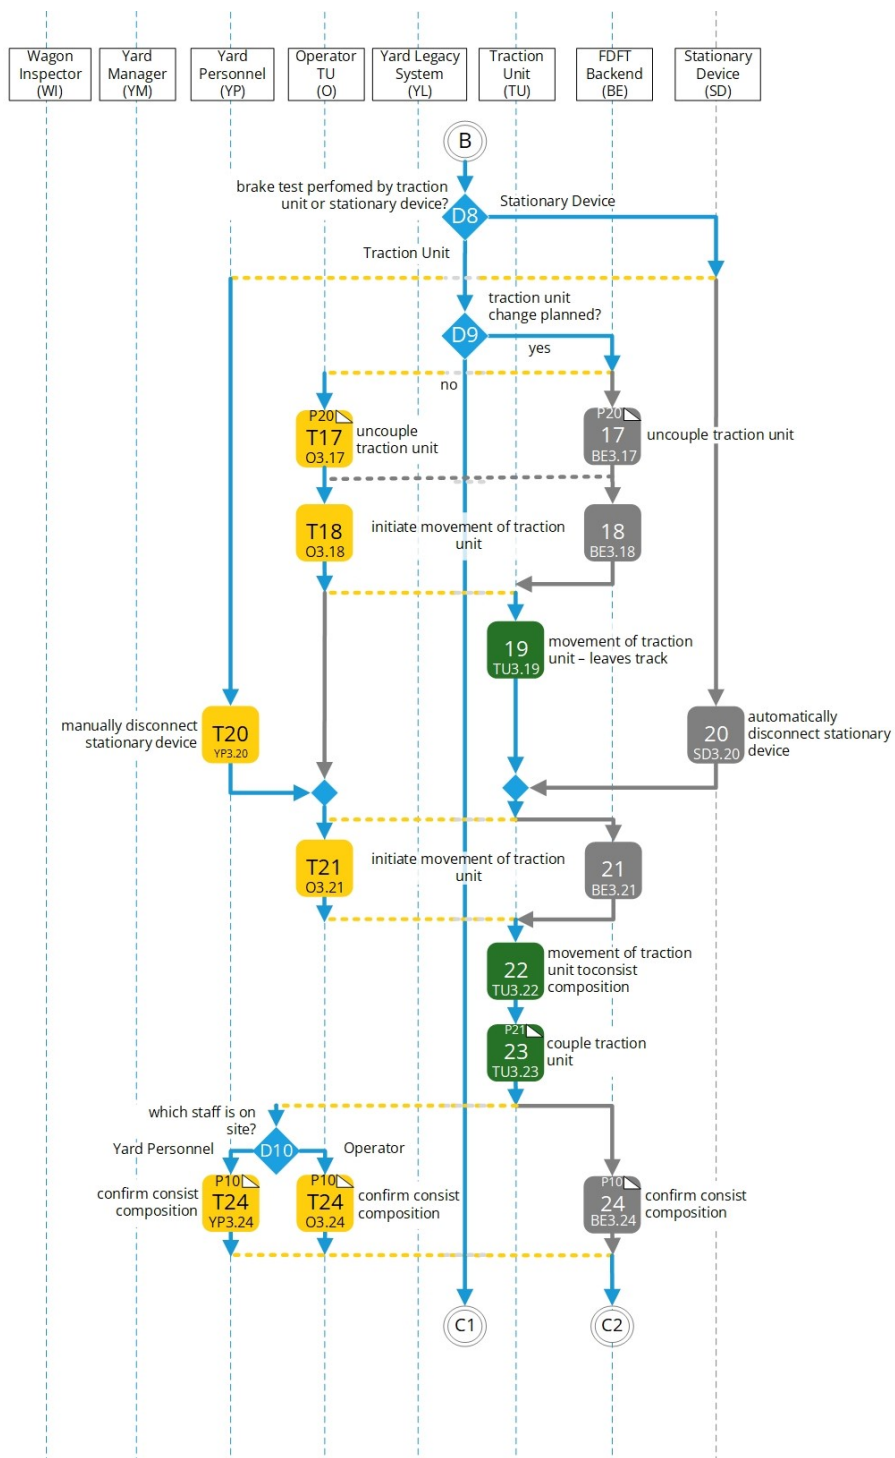 Wagon
Inspector
(WI)
Yard
Manager
(YM)
Yard
Personnel
(YP)
Operator
TU
(O)
Yard Legacy
System
(YL)
Traction
Unit
(TU)
FDFT
Backend
(BE)
Stationary
Device
(SD)
B
brake test perfomed by traction
unit or stationary device?
D8
Stationary Device
Traction Unit
traction unit
change planned?
D9
yes
no
P20
T17
O3.17
uncouple
traction unit
P20
17
BE3.17
uncouple traction unit
T18
O3.18
initiate movement of traction
unit
18
BE3.18
19
TU3.19
movement of traction
unit – leaves track
manually disconnect
stationary device
T20
YP3.20
20
SD3.20
automatically
disconnect stationary
device
T21
O3.21
initiate movement of traction
unit
21
BE3.21
22
TU3.22
movement of traction
unit toconsist
composition
P21
23
TU3.23
couple traction
unit
which staff is on
site?
D10
Yard Personnel
Operator
confirm consist
composition
P10
T24
YP3.24
P10
T24
O3.24
confirm consist
composition
P10
24
BE3.24
confirm consist
composition
C1
C2